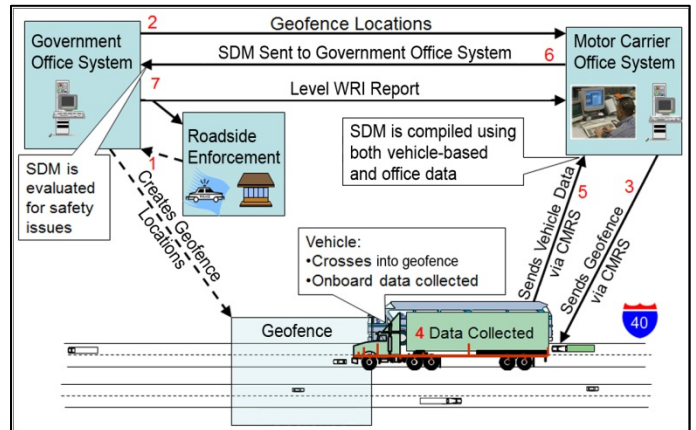 2
Geofence Locations
Government
Office System
SDM Sent to Government Office System
6
Motor Carrier
Office System
7
Level WRI Report
Roadside
Enforcement
SDM is compiled using
both vehicle-based
and office data
1
SDM is
evaluated
for safety
issues
Creates Geofence
Locations
5
3
Sends Vehicle Data
via CMRS
Sends Geofence
via CMRS
Vehicle:
•Crosses into geofence
•Onboard data collected
Geofence
4 Data Collected
40